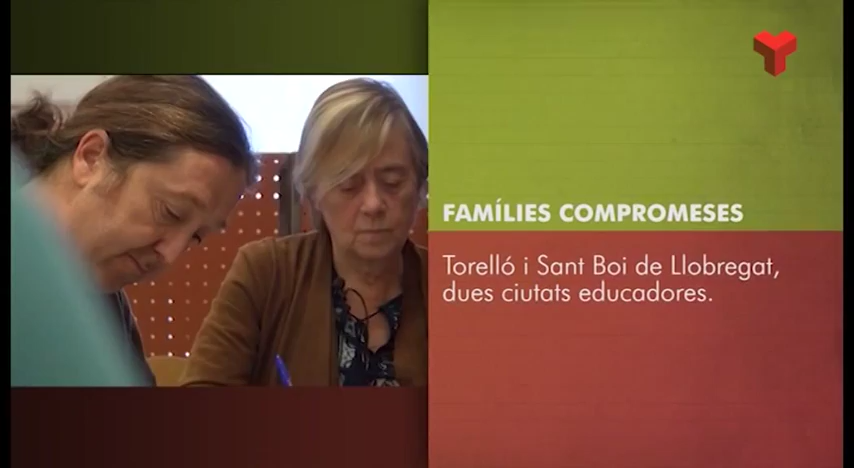 FAMÍLIES COMPROMESES
Torelló i Sant Boi de Llobregat,
dues ciutats educadores.